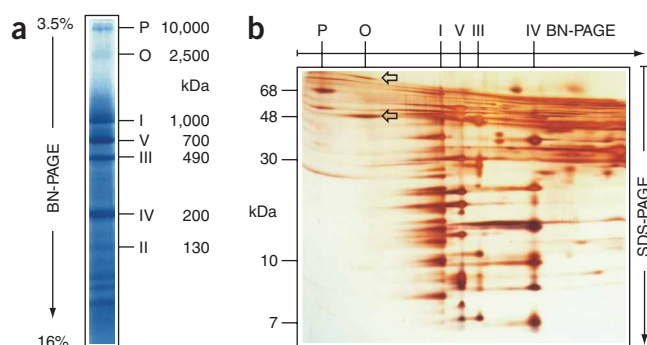 a
3.5%
BN-PAGE
16%
P 10,000
O 2,500
kDa
I 1,000
V 700
III 490
IV 200
II 130
b
P O I V III IV BN-PAGE
68
48
30
kDa
10
7
SDS-PAGE